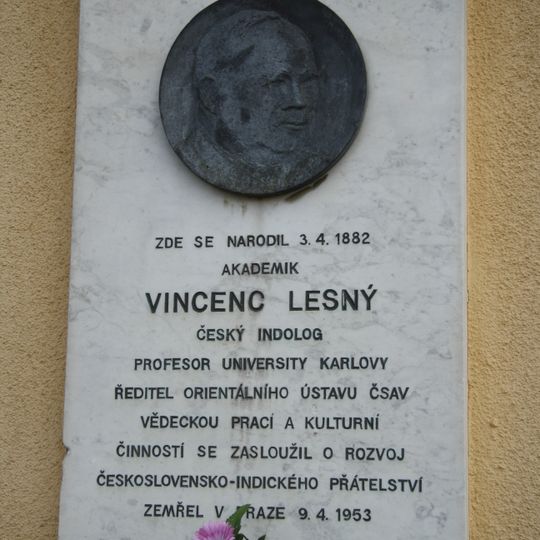 ZDE SE NARODIL 3. 4. 1882
AKADEMIK
VINCENC LESNÝ
ČESKÝ INDOLOG
PROFESOR UNIVERSITY KARLOVY
ŘEDITEL ORIENTÁLNÍHO ÚSTAVU ČSAV
VĚDECKOU PRACÍ A KULTURNÍ
ČINNOSTÍ SE ZASLOUŽIL O ROZVOJ
ČESKOSLOVENSKO-INDICKÉHO PŘÁTELSTVÍ
ZEMŘEL V PRAZE 9. 4. 1953